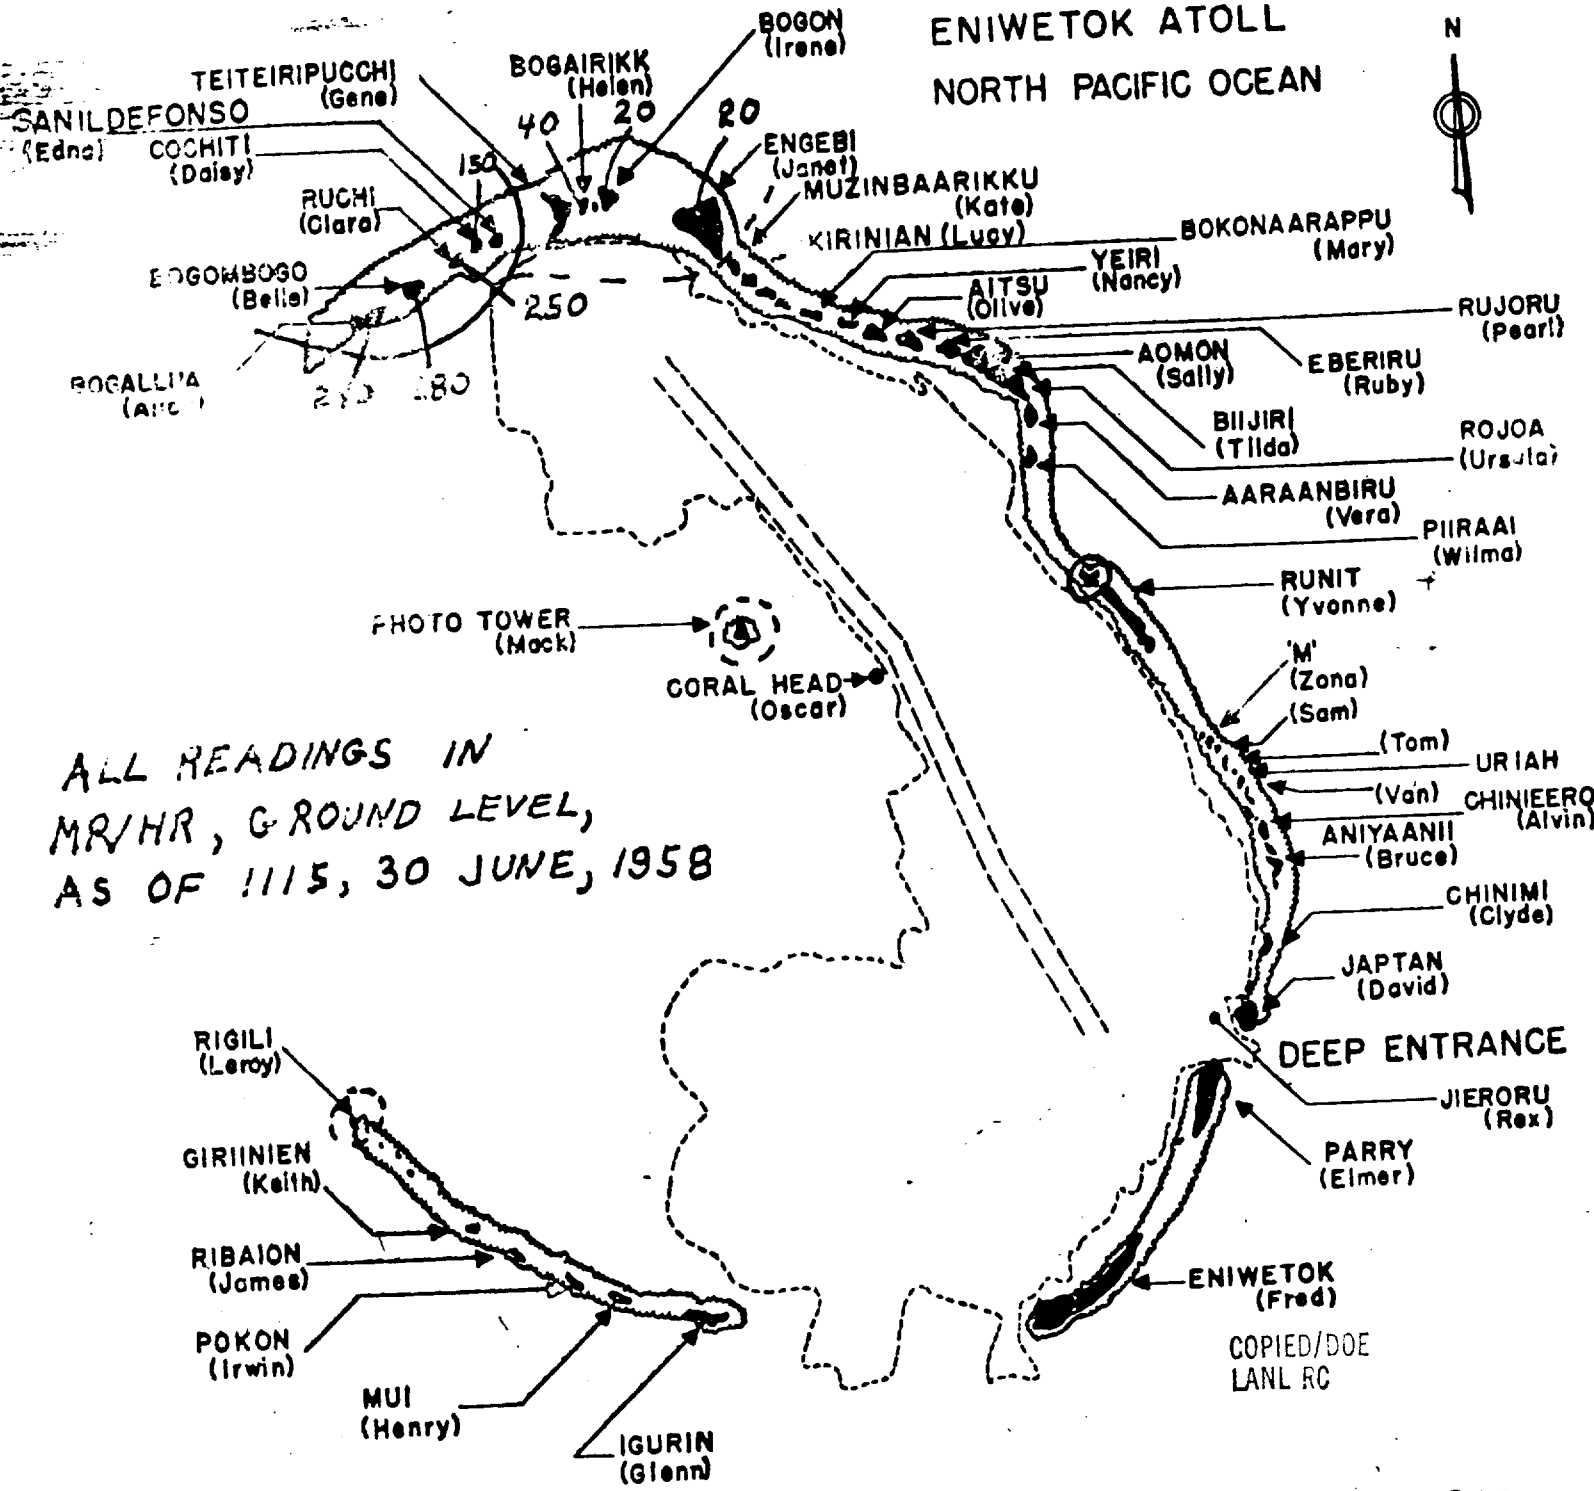 ENIWETOK ATOLL
NORTH PACIFIC OCEAN
N
BOGON
(Irene)
BOGAIRIKK
(Helen)
TEITEIRIPUCCHI
(Gene)
SANILDEFONSO
(Edna)
COCHITI
(Daisy)
RUCHI
(Clara)
BOGOMBOGO
(Belle)
150
40
20
20
250
280
ENGEBI
(Janet)
MUZINBAARIKKU
(Kate)
KIRINIAN (Lucy)
BOKONAARAPPU
(Mary)
YEIRI
(Nancy)
AITSU
(Olive)
RUJORU
(Pearl)
EBERIRU
(Ruby)
AOMON
(Sally)
BIIJIRI
(Tilda)
ROJOA
(Ursula)
AARAANBIRU
(Vera)
PIIRAAI
(Wilma)
RUNIT
(Yvonne)
PHOTO TOWER
(Mack)
CORAL HEAD
(Oscar)
'M'
(Zona)
(Sam)
(Tom)
URIAH
(Van)
CHINIEERO
(Alvin)
ANIYAANII
(Bruce)
CHINIMI
(Clyde)
JAPTAN
(David)
DEEP ENTRANCE
JIERORU
(Rex)
PARRY
(Elmer)
ENIWETOK
(Fred)
ALL READINGS IN
MR/HR, GROUND LEVEL,
AS OF 1115, 30 JUNE, 1958
RIGILI
(Leroy)
GIRIINIEN
(Keith)
RIBAION
(James)
POKON
(Irwin)
MUI
(Henry)
IGURIN
(Glenn)
COPIED/DOE
LANL RC